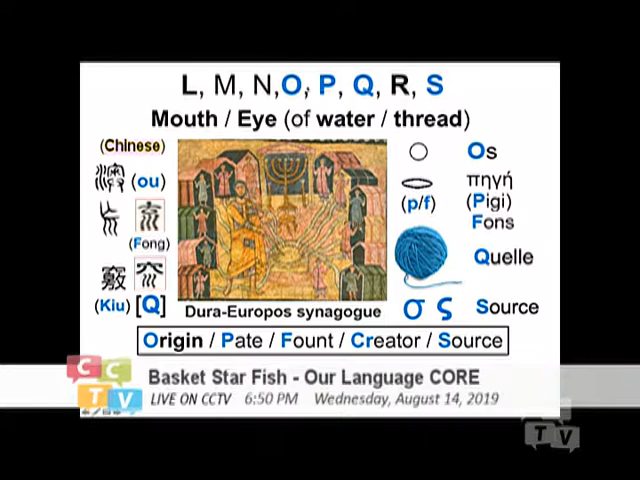 L, M, N,O, P, Q, R, S
Mouth / Eye (of water / thread)
(Chinese)
(ou)
(Fong)
(Kiu) [Q]
Dura-Europos synagogue
Os
πηγή
(p/f) (Pigi)
Fons
Quelle
σ ς Source
Origin / Pate / Fount / Creator / Source
CCTV
Basket Star Fish - Our Language CORE
LIVE ON CCTV 6:50 PM Wednesday, August 14, 2019
TV